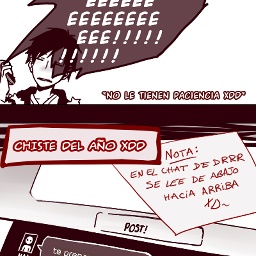 EEEEEE
EEEEEEEE
EEE!!!!!
!!!!!!
"NO LE TIENEN PACIENCIA XDD"
CHISTE DEL AÑO XDD
NOTA:
EN EL CHAT DE DRRR
SE LEE DE ABAJO
HACIA ARRIBA
XD~
POST!